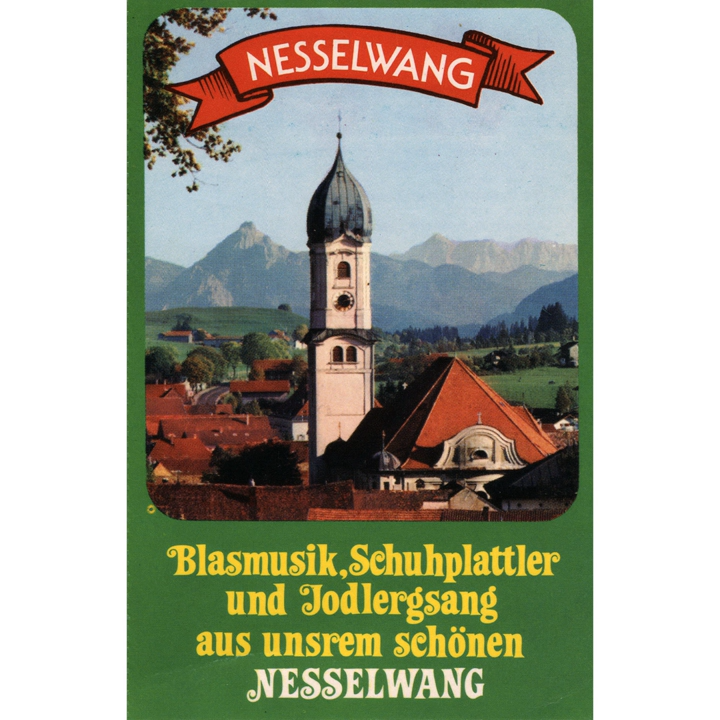 NESSELWANG
Blasmusik, Schuhplattler
und Jodlergsang
aus unsrem schönen
NESSELWANG